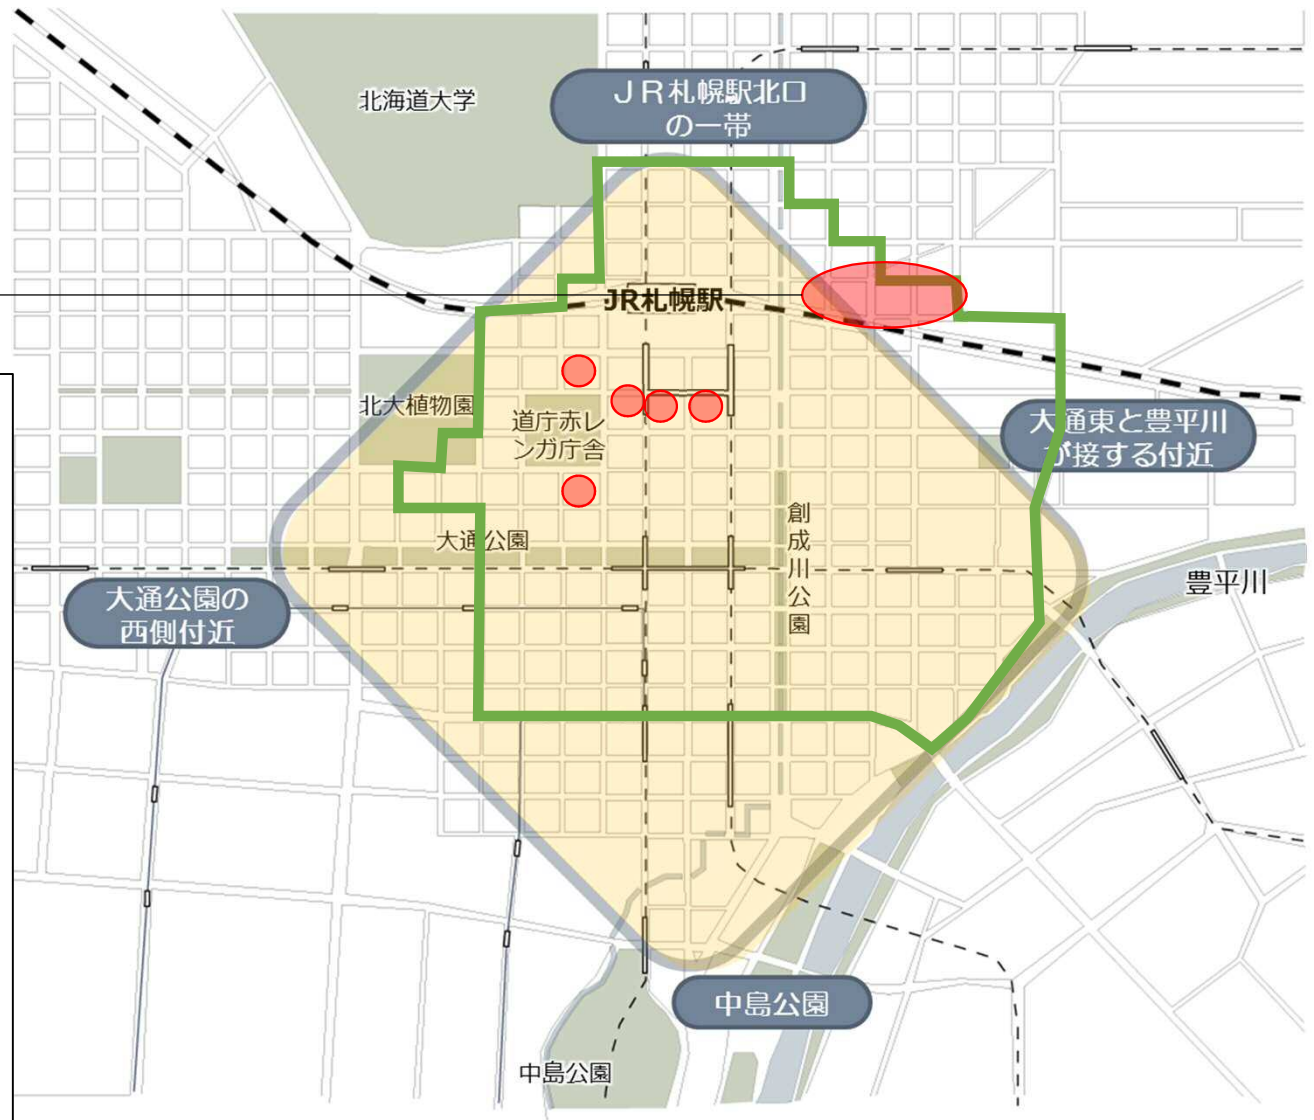 北海道大学
ＪＲ札幌駅北口
の一帯
JR札幌駅
北大植物園
道庁赤レ
ンガ庁舎
大通東と豊平川
が接する付近
大通公園
創成川公園
豊平川
大通公園の
西側付近
中島公園
中島公園